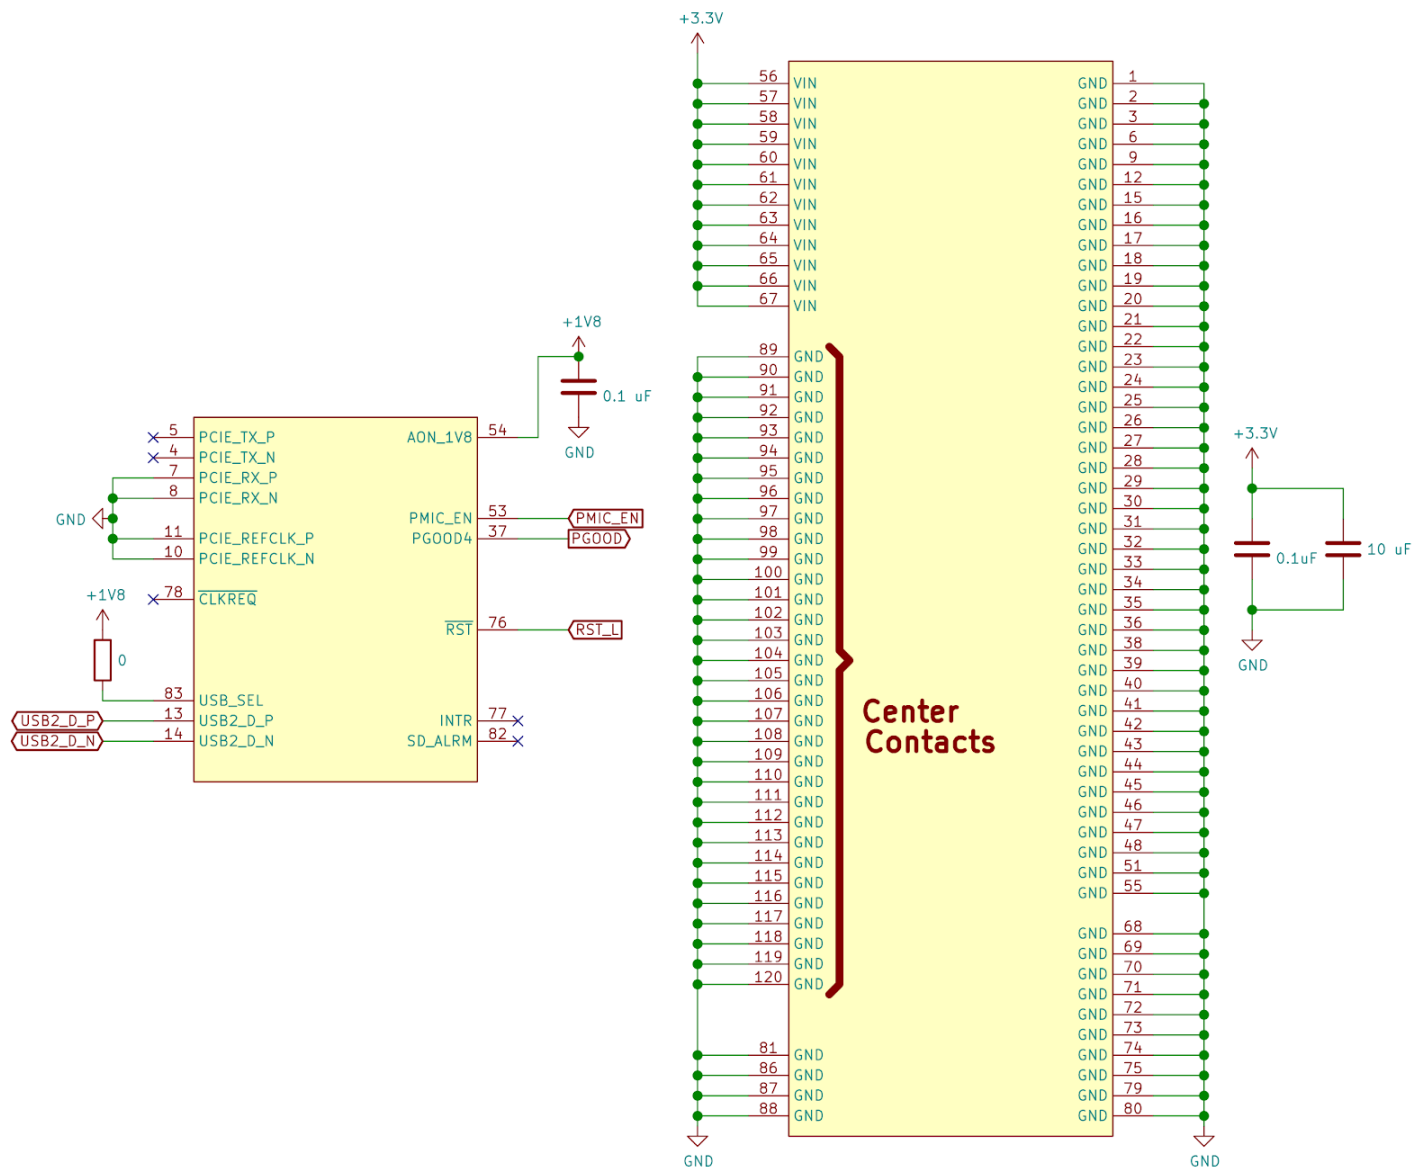 +1V8
0.1 uF
GND
5 PCIE_TX_P
4 PCIE_TX_N
7 PCIE_RX_P
8 PCIE_RX_N
GND
11 PCIE_REFCLK_P
10 PCIE_REFCLK_N
78 CLKREQ
+1V8
0
83 USB_SEL
USB2_D_P 13 USB2_D_P
USB2_D_N 14 USB2_D_N
AON_1V8 54
PMIC_EN 53 PMIC_EN
PGOOD4 37 PGOOD
RST 76 RST_L
INTR 77
SD_ALRM 82
+3.3V
56 VIN
57 VIN
58 VIN
59 VIN
60 VIN
61 VIN
62 VIN
63 VIN
64 VIN
65 VIN
66 VIN
67 VIN
89 GND
90 GND
91 GND
92 GND
93 GND
94 GND
95 GND
96 GND
97 GND
98 GND
99 GND
100 GND
101 GND
102 GND
103 GND
104 GND
105 GND
106 GND
107 GND
108 GND
109 GND
110 GND
111 GND
112 GND
113 GND
114 GND
115 GND
116 GND
117 GND
118 GND
119 GND
120 GND
81 GND
86 GND
87 GND
88 GND
GND
Center
Contacts
GND 1
GND 2
GND 3
GND 6
GND 9
GND 12
GND 15
GND 16
GND 17
GND 18
GND 19
GND 20
GND 21
GND 22
GND 23
GND 24
GND 25
GND 26
GND 27
GND 28
GND 29
GND 30
GND 31
GND 32
GND 33
GND 34
GND 35
GND 36
GND 38
GND 39
GND 40
GND 41
GND 42
GND 43
GND 44
GND 45
GND 46
GND 47
GND 48
GND 51
GND 55
GND 68
GND 69
GND 70
GND 71
GND 72
GND 73
GND 74
GND 75
GND 79
GND 80
GND
+3.3V
0.1uF
10 uF
GND